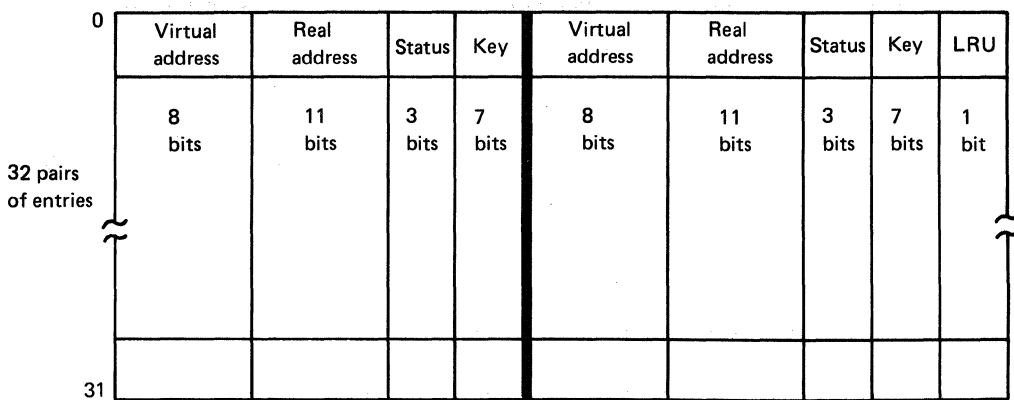 0
Virtual address
Real address
Status
Key
Virtual address
Real address
Status
Key
LRU
8 bits
11 bits
3 bits
7 bits
8 bits
11 bits
3 bits
7 bits
1 bit
32 pairs
of entries
31